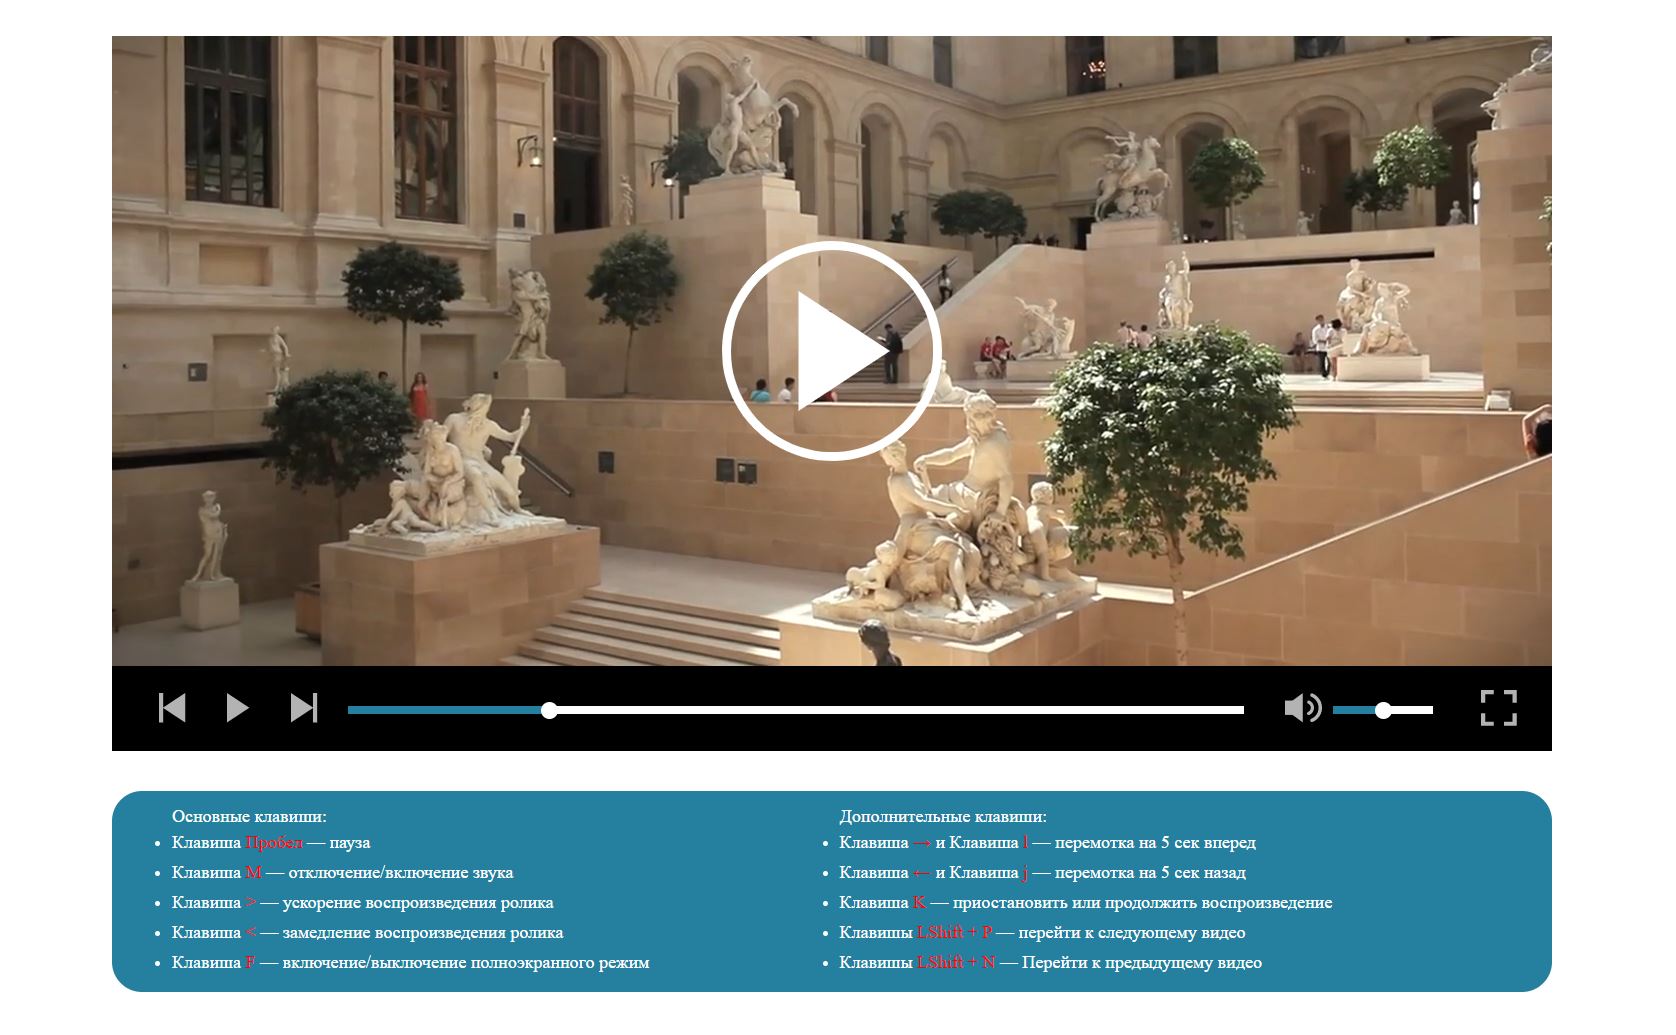 Основные клавиши:
Клавиша Пробел — пауза
Клавиша M — отключение/включение звука
Клавиша > — ускорение воспроизведения ролика
Клавиша < — замедление воспроизведения ролика
Клавиша F — включение/выключение полноэкранного режим
Дополнительные клавиши:
Клавиша → и Клавиша l — перемотка на 5 сек вперед
Клавиша ← и Клавиша j — перемотка на 5 сек назад
Клавиша K — приостановить или продолжить воспроизведение
Клавишы LShift + P — перейти к следующему видео
Клавишы LShift + N — Перейти к предыдущему видео